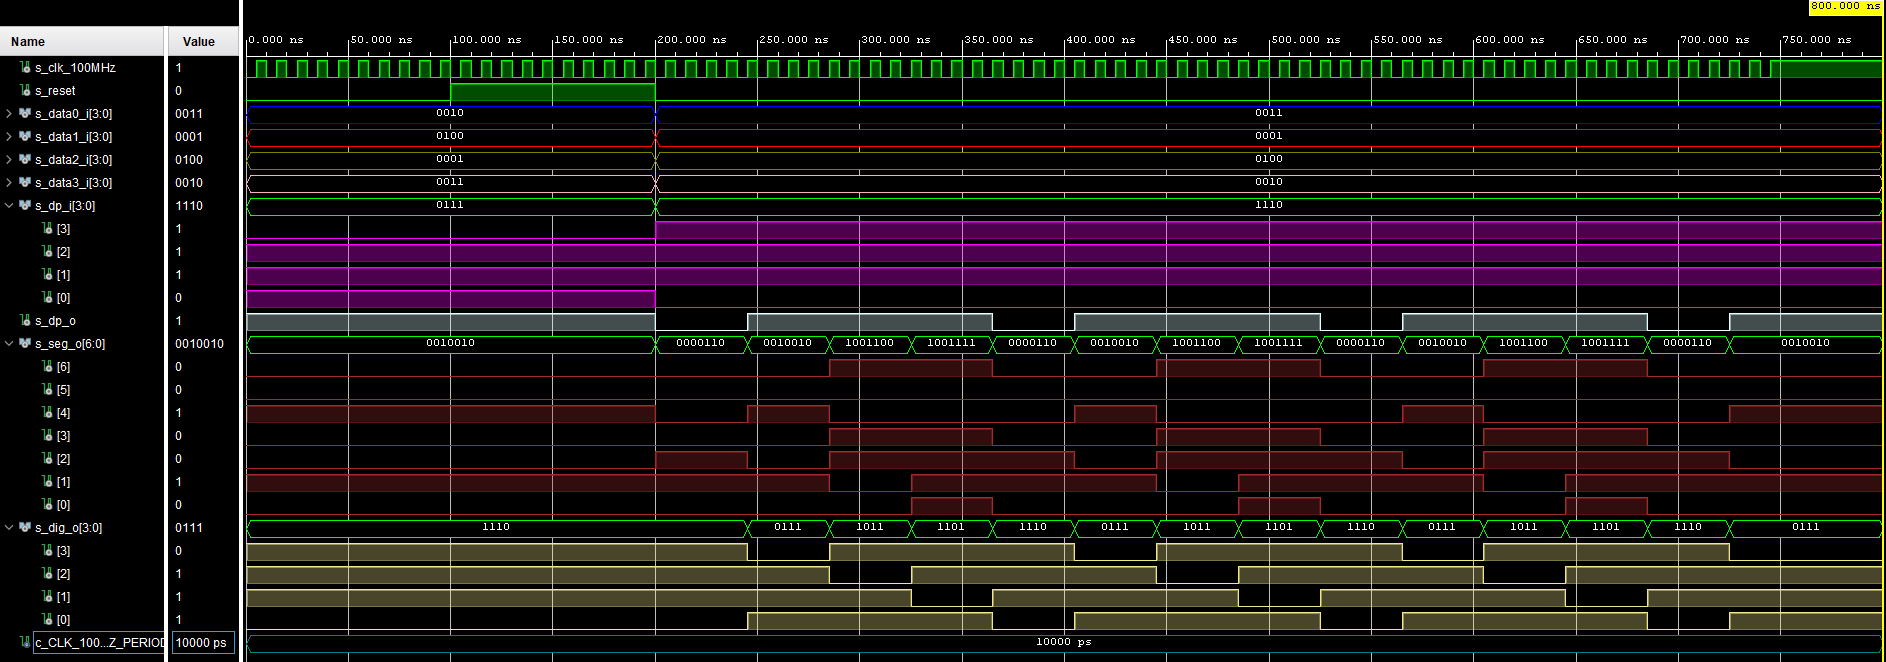 800.000 ns
Name Value
0.000 ns 50.000 ns 100.000 ns 150.000 ns 200.000 ns 250.000 ns 300.000 ns 350.000 ns 400.000 ns 450.000 ns 500.000 ns 550.000 ns 600.000 ns 650.000 ns 700.000 ns 750.000 ns
s_clk_100MHz 1
s_reset 0
s_data0_i[3:0] 0011 0010 0011
s_data1_i[3:0] 0001 0100 0001
s_data2_i[3:0] 0100 0001 0100
s_data3_i[3:0] 0010 0011 0010
s_dp_i[3:0] 1110 0111 1110
[3] 1
[2] 1
[1] 1
[0] 0
s_dp_o 1
s_seg_o[6:0] 0010010 0010010 0000110 0010010 1001100 1001111 0000110 0010010 1001100 1001111 0000110 0010010 1001100 1001111 0000110 0010010
[6] 0
[5] 0
[4] 1
[3] 0
[2] 0
[1] 1
[0] 0
s_dig_o[3:0] 0111 1110 0111 1011 1101 1110 0111 1011 1101 1110 0111 1011 1101 1110 0111
[3] 0
[2] 1
[1] 1
[0] 1
c_CLK_100...Z_PERIOD 10000 ps 10000 ps